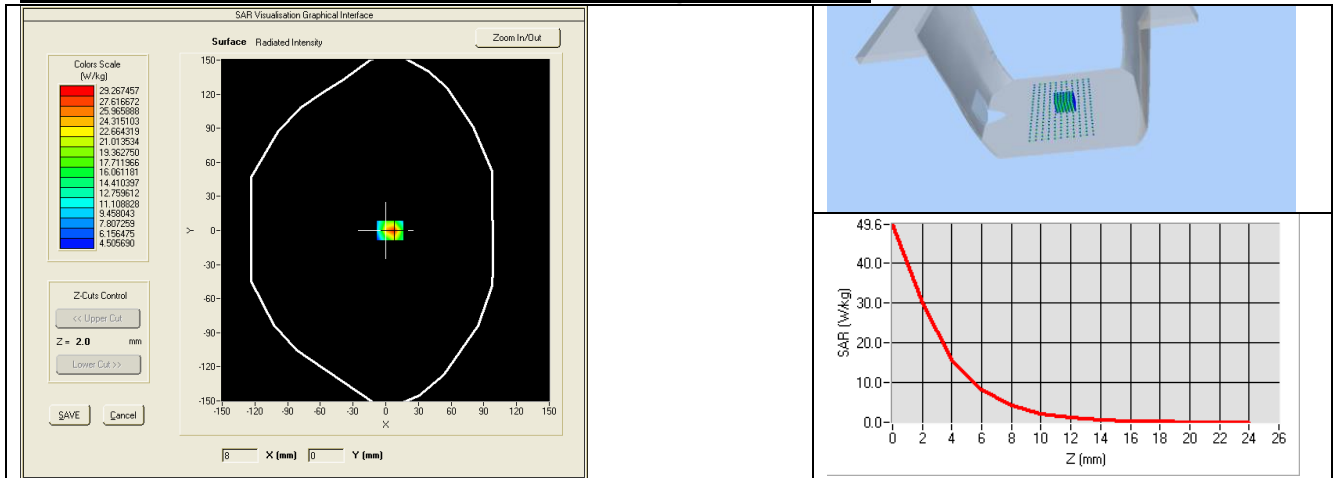 SAR Visualisation Graphical Interface
Surface Radiated Intensity
Zoom In/Out
Colors Scale
(W/kg)
29.267457
27.616672
25.965888
24.315103
22.664319
21.013534
19.362750
17.711966
16.061181
14.410397
12.759612
11.108828
9.458043
7.807259
6.156475
4.505690
Z-Cuts Control
<< Upper Cut
Z = 2.0 mm
Lower Cut >>
SAVE Cancel
150-
120-
90-
60-
30-
0-
-30-
-60-
-90-
-120-
-150-
Y
-150 -120 -90 -60 -30 0 30 60 90 120 150
X
8 X (mm) 0 Y (mm)
49.6-
40.0-
30.0-
20.0-
10.0-
0.0-
SAR (W/kg)
0 2 4 6 8 10 12 14 16 18 20 22 24 26
Z (mm)